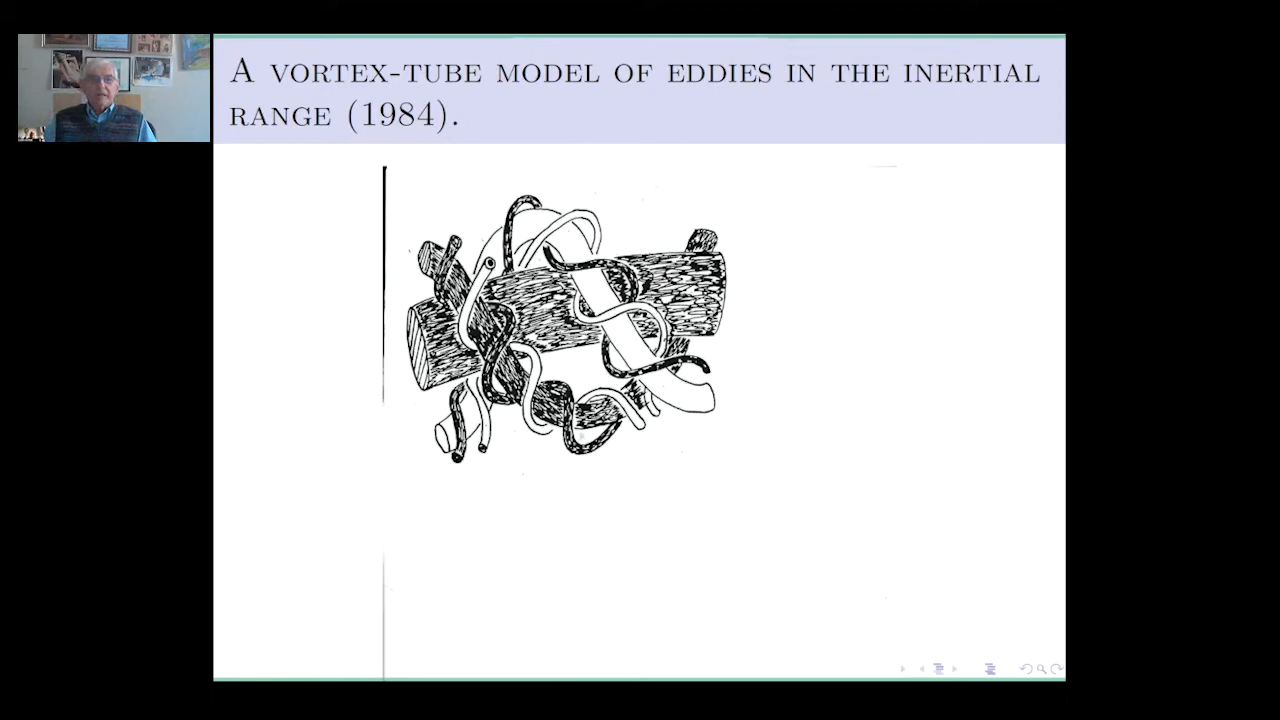 A VORTEX-TUBE MODEL OF EDDIES IN THE INERTIAL
RANGE (1984).